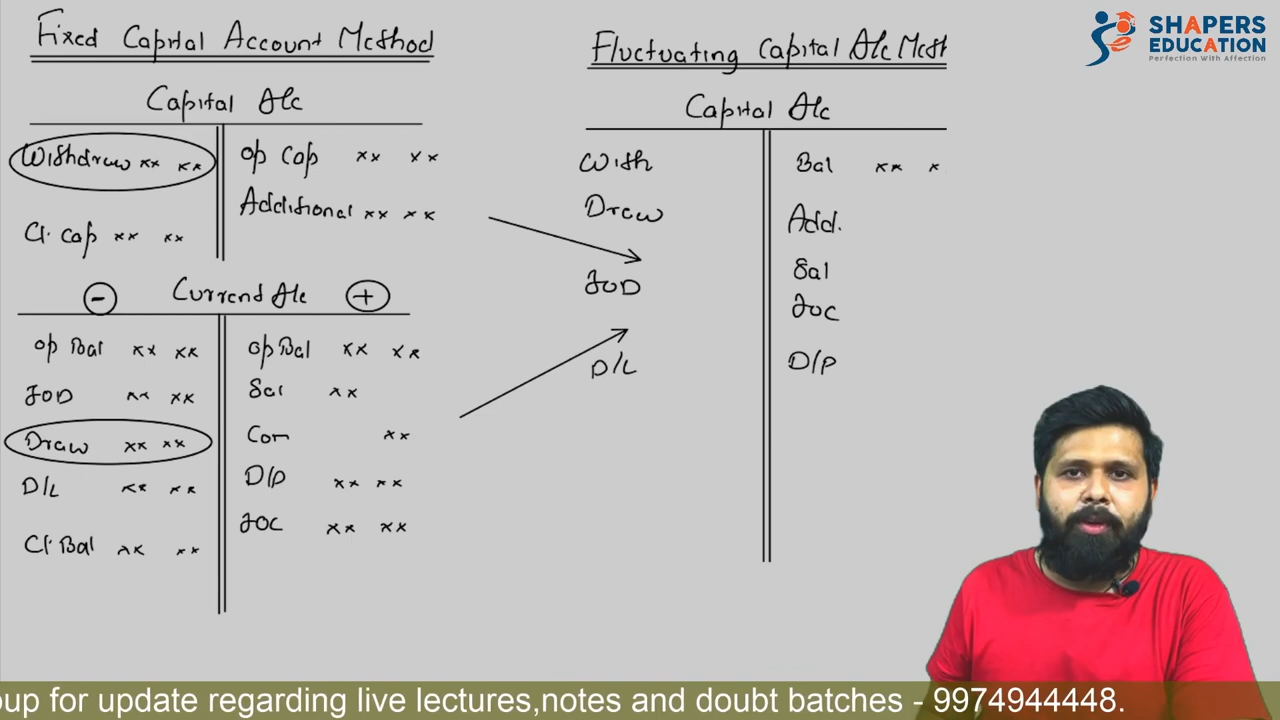 Fixed Capital Account Method
Capital A/c
Withdraw xx xx
Cl. Cap xx xx
op Cap xx xx
Additional xx xx
- Current A/c +
op Bal xx xx
IOD xx xx
Draw xx xx
D/L xx xx
Cl. Bal xx xx
op Bal xx xx
Sal xx
Com xx
D/P xx xx
IOC xx xx
Fluctuating Capital A/c Meth
Capital A/c
With
Draw
IOD
D/L
Bal xx x
Add.
Sal
IOC
D/P
SHAPERS
EDUCATION
Perfection With Affection
oup for update regarding live lectures,notes and doubt batches - 9974944448.